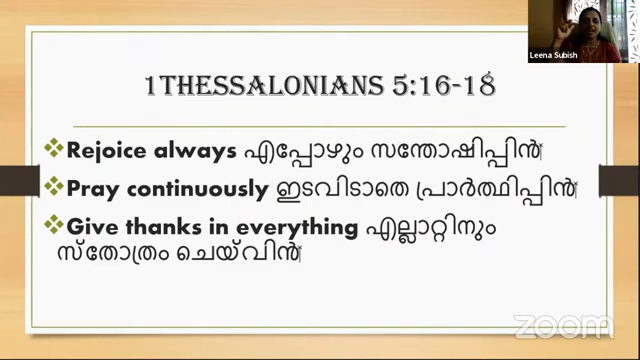 Leena Subish
1THESSALONIANS 5:16-18
Rejoice always എപ്പോഴും സന്തോഷിപ്പിൻ
Pray continuously ഇടവിടാതെ പ്രാർത്ഥിപ്പിൻ
Give thanks in everything എല്ലാറ്റിനും
സ്തോത്രം ചെയ്‌വിൻ
zoom